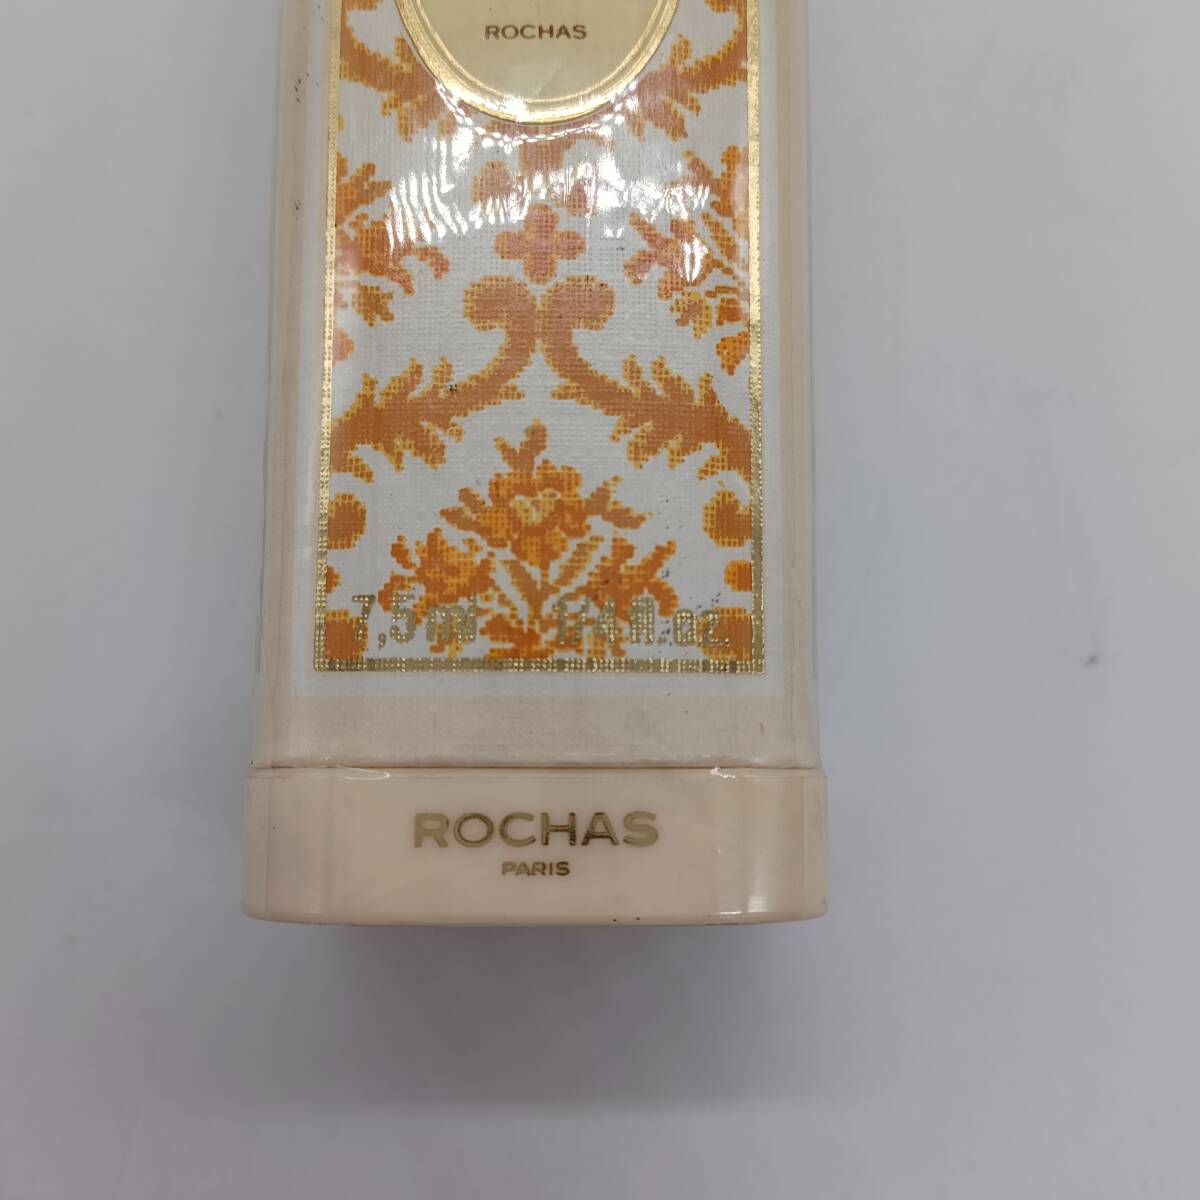 ROCHAS
7,5 ml 1/4 fl.oz.
ROCHAS
PARIS